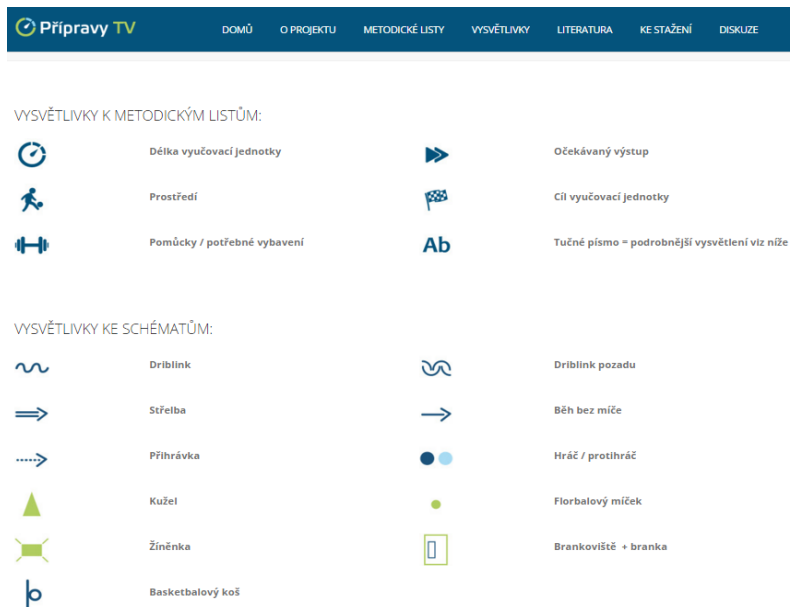 Přípravy TV DOMŮ O PROJEKTU METODICKÉ LISTY VYSVĚTLIVKY LITERATURA KE STAŽENÍ DISKUZE
VYSVĚTLIVKY K METODICKÝM LISTŮM:
Délka vyučovací jednotky Očekávaný výstup
Prostředí Cíl vyučovací jednotky
Pomůcky / potřebné vybavení Ab Tučné písmo = podrobnější vysvětlení viz níže
VYSVĚTLIVKY KE SCHÉMATŮM:
Driblink Driblink pozadu
Střelba Běh bez míče
Přihrávka Hráč / protihráč
Kužel Florbalový míček
Žíněnka Brankoviště + branka
Basketbalový koš